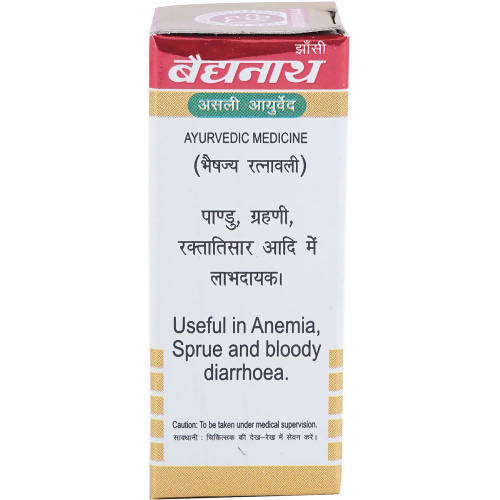 झाँसी
बैद्यनाथ
असली आयुर्वेद
AYURVEDIC MEDICINE
(भैषज्य रत्नावली)
पाण्डु, ग्रहणी,
रक्तातिसार आदि में
लाभदायक।
Useful in Anemia,
Sprue and bloody
diarrhoea.
Caution: To be taken under medical supervision.
सावधानी : चिकित्सक की देख-रेख में सेवन करें।